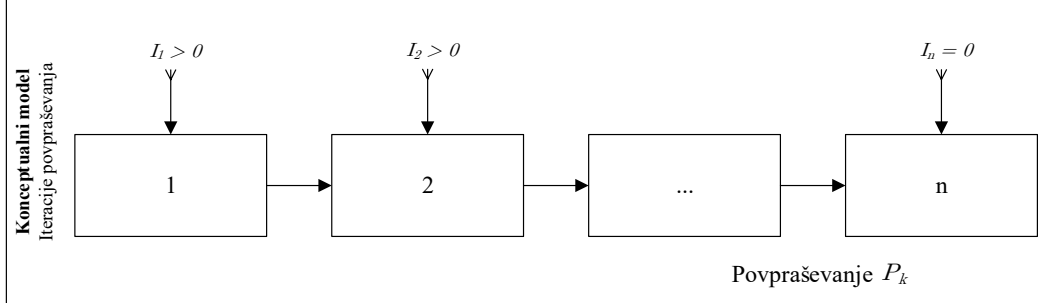 Konceptualni model
Iteracije povpraševanja
I₁ > 0
I₂ > 0
Iₙ = 0
1
2
...
n
Povpraševanje Pₖ